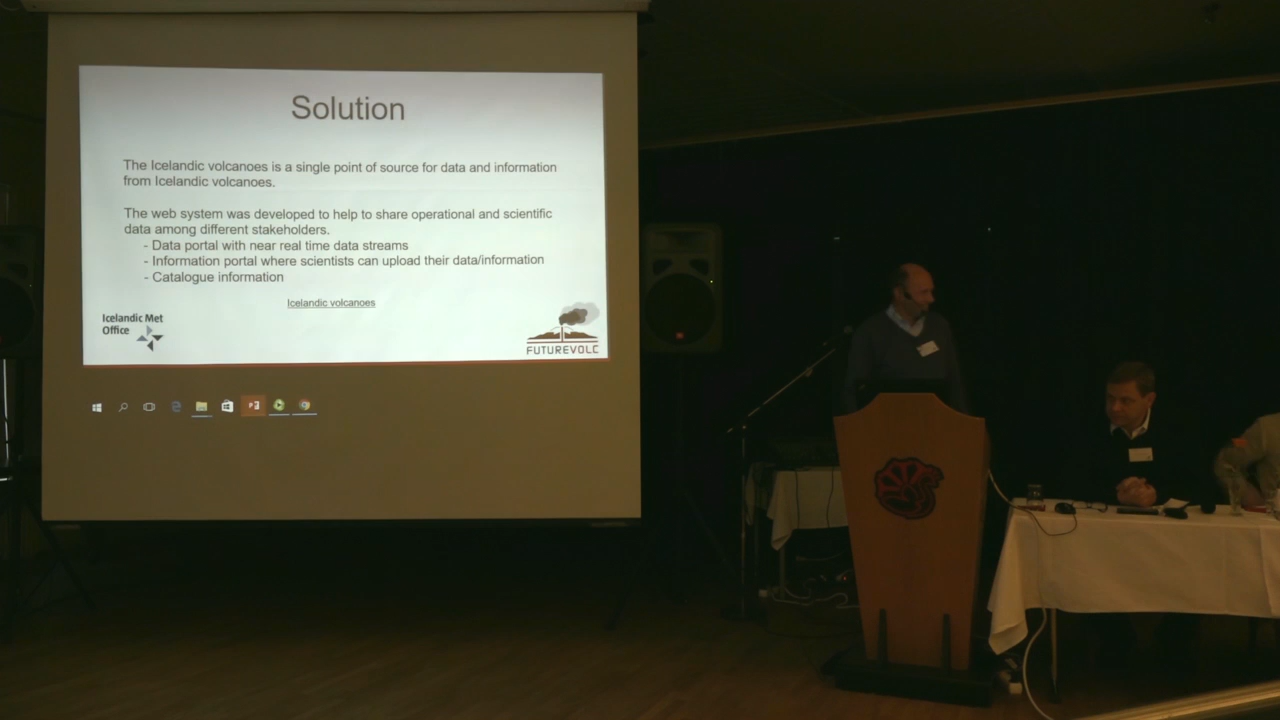 Solution
The Icelandic volcanoes is a single point of source for data and information
from Icelandic volcanoes.
The web system was developed to help to share operational and scientific
data among different stakeholders.
- Data portal with near real time data streams
- Information portal where scientists can upload their data/information
- Catalogue information
Icelandic volcanoes
Icelandic Met
Office
FUTUREVOLC